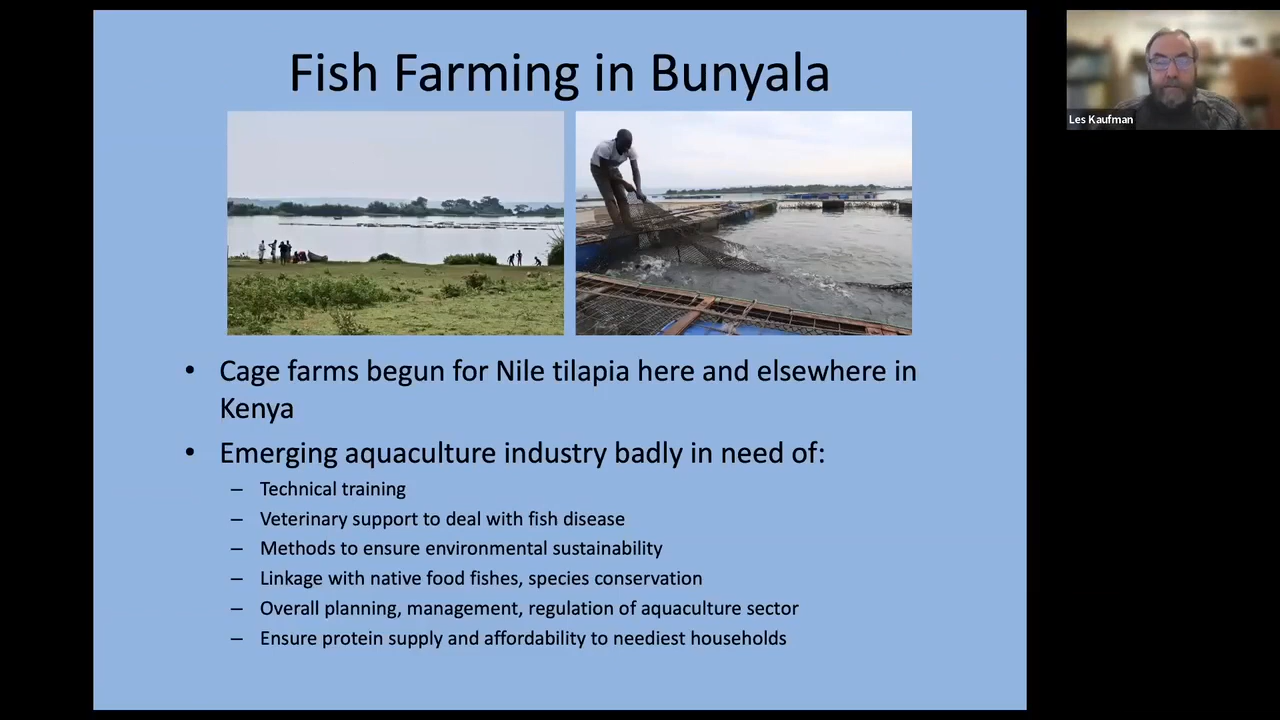 Fish Farming in Bunyala
Les Kaufman
• Cage farms begun for Nile tilapia here and elsewhere in
Kenya
• Emerging aquaculture industry badly in need of:
– Technical training
– Veterinary support to deal with fish disease
– Methods to ensure environmental sustainability
– Linkage with native food fishes, species conservation
– Overall planning, management, regulation of aquaculture sector
– Ensure protein supply and affordability to neediest households